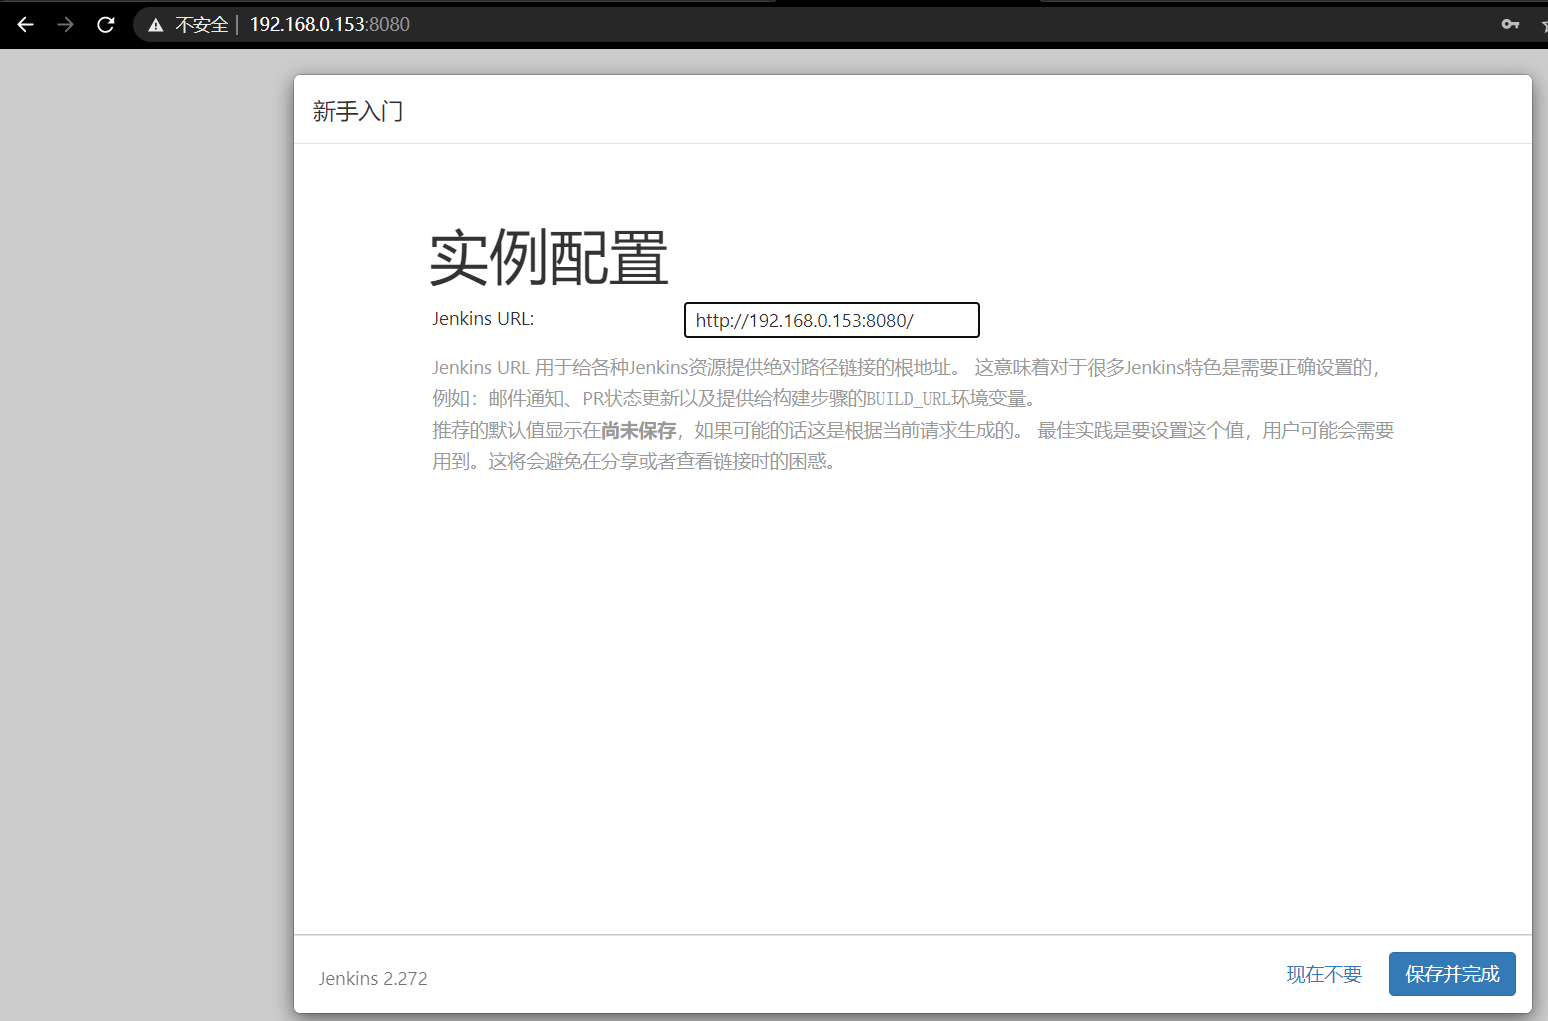 不安全 | 192.168.0.153:8080
新手入门
实例配置
Jenkins URL: http://192.168.0.153:8080/
Jenkins URL 用于给各种Jenkins资源提供绝对路径链接的根地址。 这意味着对于很多Jenkins特色是需要正确设置的，
例如：邮件通知、PR状态更新以及提供给构建步骤的BUILD_URL环境变量。
推荐的默认值显示在尚未保存，如果可能的话这是根据当前请求生成的。 最佳实践是要设置这个值，用户可能会需要
用到。这将会避免在分享或者查看链接时的困惑。
Jenkins 2.272 现在不要 保存并完成